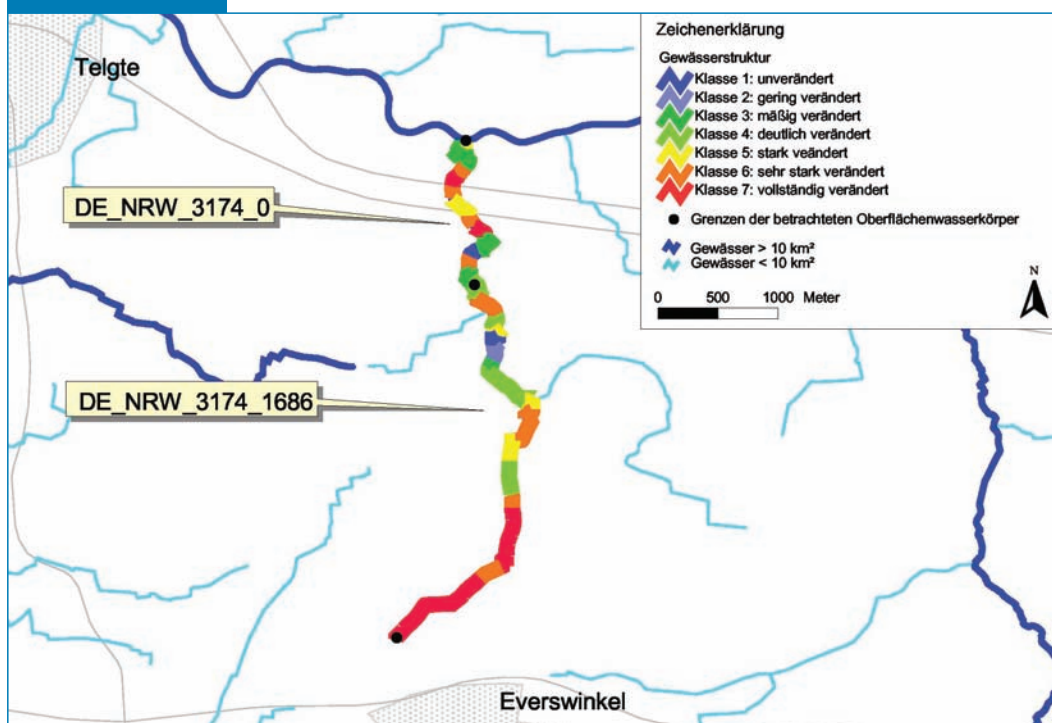 Telgte
DE_NRW_3174_0
DE_NRW_3174_1686
Everswinkel
Zeichenerklärung
Gewässerstruktur
Klasse 1: unverändert
Klasse 2: gering verändert
Klasse 3: mäßig verändert
Klasse 4: deutlich verändert
Klasse 5: stark veändert
Klasse 6: sehr stark verändert
Klasse 7: vollständig verändert
Grenzen der betrachteten Oberflächenwasserkörper
Gewässer > 10 km²
Gewässer < 10 km²
0 500 1000 Meter
N